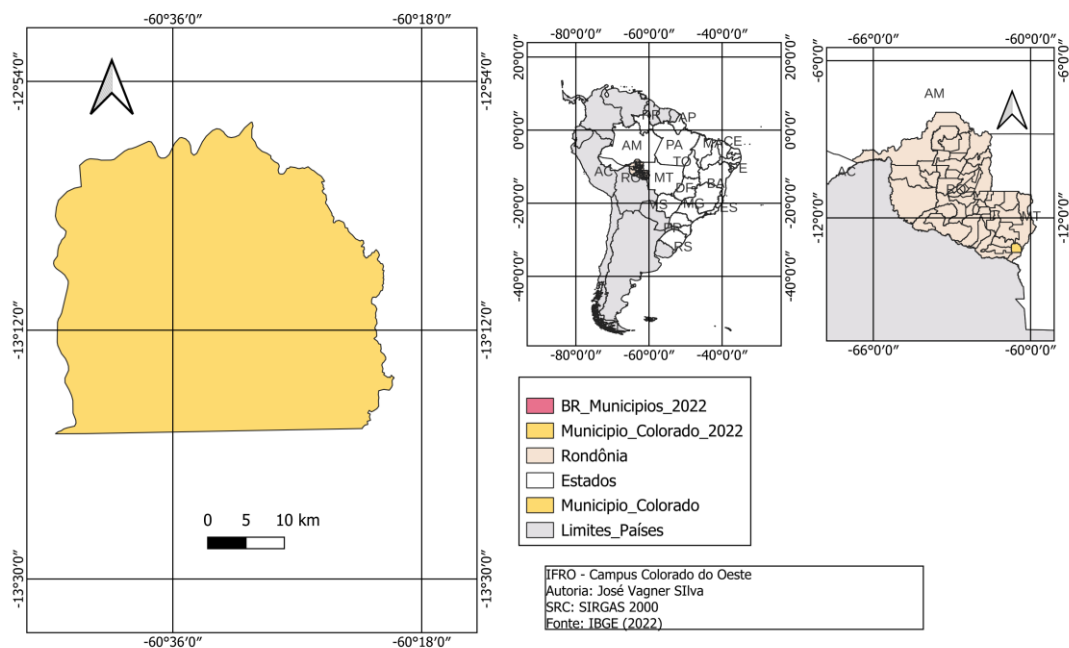 -60°36′0″
-60°18′0″
-12°54′0″
-12°54′0″
-13°12′0″
-13°12′0″
-13°30′0″
-13°30′0″
0 5 10 km
-60°36′0″
-60°18′0″
-80°0′0″ -60°0′0″ -40°0′0″
20°0′0″
20°0′0″
0°0′0″
0°0′0″
-20°0′0″
-20°0′0″
-40°0′0″
-40°0′0″
AP
AM
PA
MA
CE
TO
AC
MT
DF
BA
MS
MG
ES
PR
RS
-80°0′0″ -60°0′0″ -40°0′0″
-66°0′0″
-60°0′0″
-6°0′0″
-6°0′0″
AM
AC
RO
MT
-12°0′0″
-12°0′0″
-66°0′0″
-60°0′0″
BR_Municipios_2022
Municipio_Colorado_2022
Rondônia
Estados
Municipio_Colorado
Limites_Países
IFRO - Campus Colorado do Oeste
Autoria: José Vagner SIlva
SRC: SIRGAS 2000
Fonte: IBGE (2022)